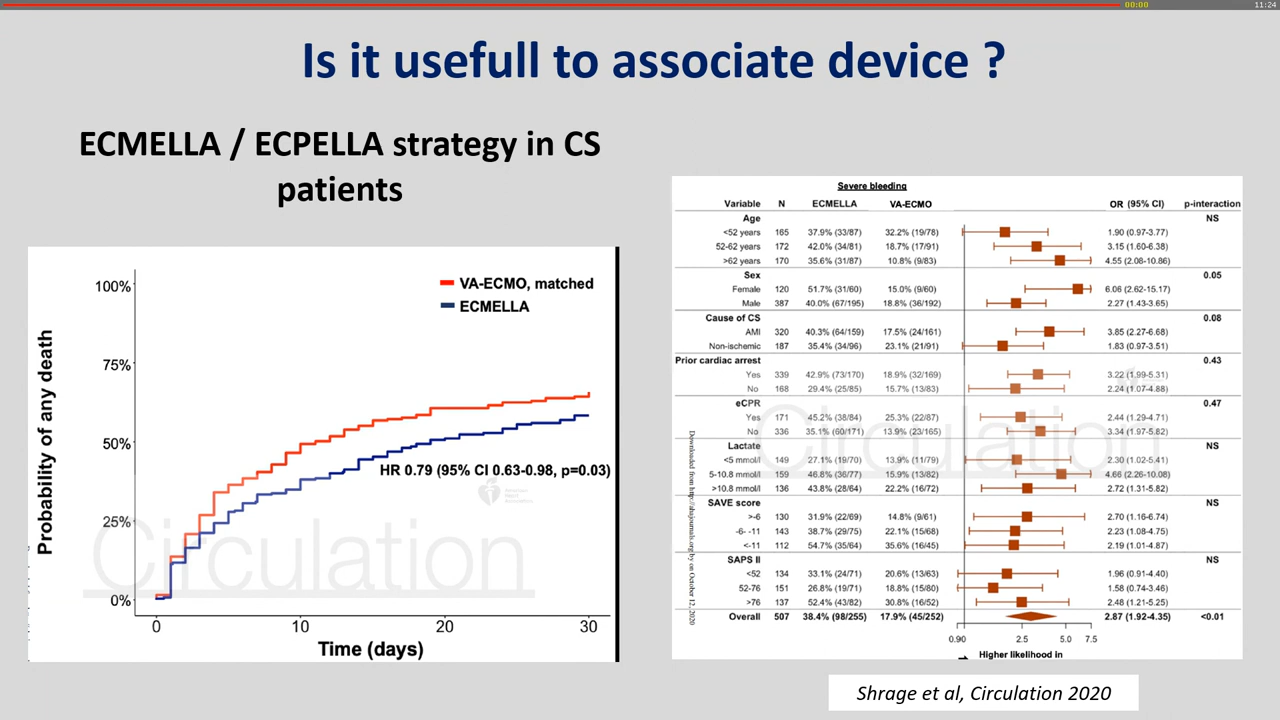 00:00
11:24
Is it usefull to associate device ?
ECMELLA / ECPELLA strategy in CS
patients
VA-ECMO, matched
ECMELLA
Probability of any death
100%
75%
50%
25%
0%
HR 0.79 (95% CI 0.63-0.98, p=0.03)
Circulation
0 10 20 30
Time (days)
Severe bleeding
Variable N ECMELLA VA-ECMO OR (95% CI) p-interaction
Age NS
<52 years 165 37.9% (33/87) 32.2% (19/78) 1.90 (0.97-3.77)
52-62 years 172 42.0% (34/81) 18.7% (17/91) 3.15 (1.60-6.38)
>62 years 170 35.6% (31/87) 10.8% (9/83) 4.55 (2.08-10.86)
Sex 0.05
Female 120 51.7% (31/60) 15.0% (9/60) 6.06 (2.62-15.17)
Male 387 40.0% (67/195) 18.8% (36/192) 2.27 (1.43-3.65)
Cause of CS 0.08
AMI 320 40.3% (64/159) 17.5% (24/161) 3.85 (2.27-6.68)
Non-ischemic 187 35.4% (34/96) 23.1% (21/91) 1.83 (0.97-3.51)
Prior cardiac arrest 0.43
Yes 339 42.9% (73/170) 18.9% (32/169) 3.22 (1.99-5.31)
No 168 29.4% (25/85) 15.7% (13/83) 2.24 (1.07-4.88)
eCPR 0.47
Yes 171 45.2% (38/84) 25.3% (22/87) 2.44 (1.29-4.71)
No 336 35.1% (60/171) 13.9% (23/165) 3.34 (1.97-5.82)
Lactate NS
<5 mmol/l 149 27.1% (19/70) 13.9% (11/79) 2.30 (1.02-5.41)
5-10.8 mmol/l 159 46.8% (36/77) 15.9% (13/82) 4.66 (2.26-10.08)
>10.8 mmol/l 136 43.8% (28/64) 22.2% (16/72) 2.72 (1.31-5.82)
SAVE score NS
>-6 130 31.9% (22/69) 14.8% (9/61) 2.70 (1.16-6.74)
-6- -11 143 38.7% (29/75) 22.1% (15/68) 2.23 (1.08-4.75)
<-11 112 54.7% (35/64) 35.6% (16/45) 2.19 (1.01-4.87)
SAPS II NS
<52 134 33.1% (24/71) 20.6% (13/63) 1.96 (0.91-4.40)
52-76 151 26.8% (19/71) 18.8% (15/80) 1.58 (0.74-3.46)
>76 137 52.4% (43/82) 30.8% (16/52) 2.48 (1.21-5.25)
Overall 507 38.4% (98/255) 17.9% (45/252) 2.87 (1.92-4.35) <0.01
0.90 2.5 5.0 7.5
Higher likelihood in
Circulation
Downloaded from http://ahajournals.org by on October 12, 2020
Shrage et al, Circulation 2020